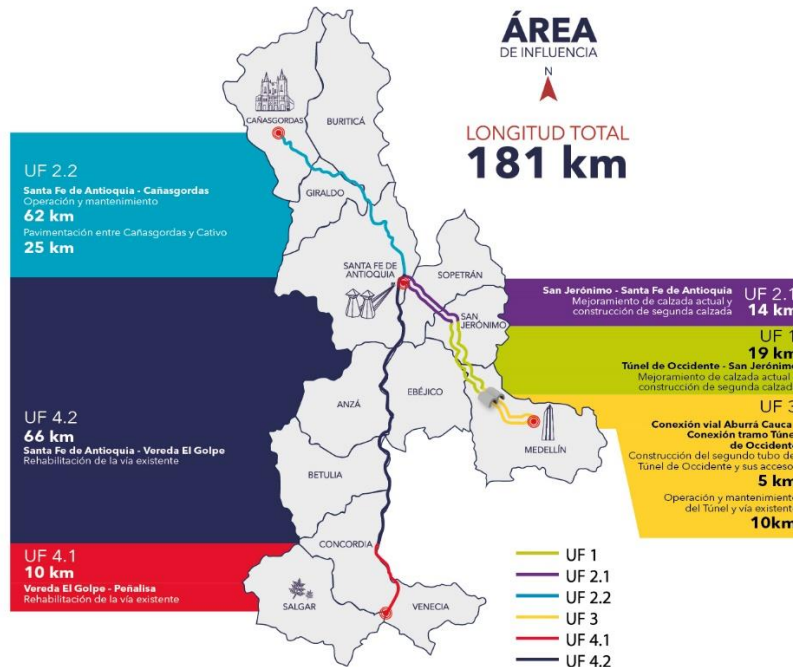 ÁREA
DE INFLUENCIA
N
LONGITUD TOTAL
181 km
CAÑASGORDAS
BURITICÁ
GIRALDO
SANTA FE DE
ANTIOQUIA
SOPETRÁN
SAN
JERÓNIMO
ANZÁ
EBÉJICO
MEDELLÍN
BETULIA
CONCORDIA
SALGAR
VENECIA
UF 2.2
Santa Fe de Antioquia - Cañasgordas
Operación y mantenimiento
62 km
Pavimentación entre Cañasgordas y Cativo
25 km
UF 4.2
66 km
Santa Fe de Antioquia - Vereda El Golpe
Rehabilitación de la vía existente
UF 4.1
10 km
Vereda El Golpe - Peñalisa
Rehabilitación de la vía existente
San Jerónimo - Santa Fe de Antioquia
Mejoramiento de calzada actual y
construcción de segunda calzada
UF 2.1
14 km
UF 1
19 km
Túnel de Occidente - San Jerónimo
Mejoramiento de calzada actual
construcción de segunda calzad
UF 3
Conexión vial Aburrá Cauca
Conexión tramo Túne
de Occidente
Construcción del segundo tubo de
Túnel de Occidente y sus acceso
5 km
Operación y mantenimiento
del Túnel y vía existente
10km
UF 1
UF 2.1
UF 2.2
UF 3
UF 4.1
UF 4.2